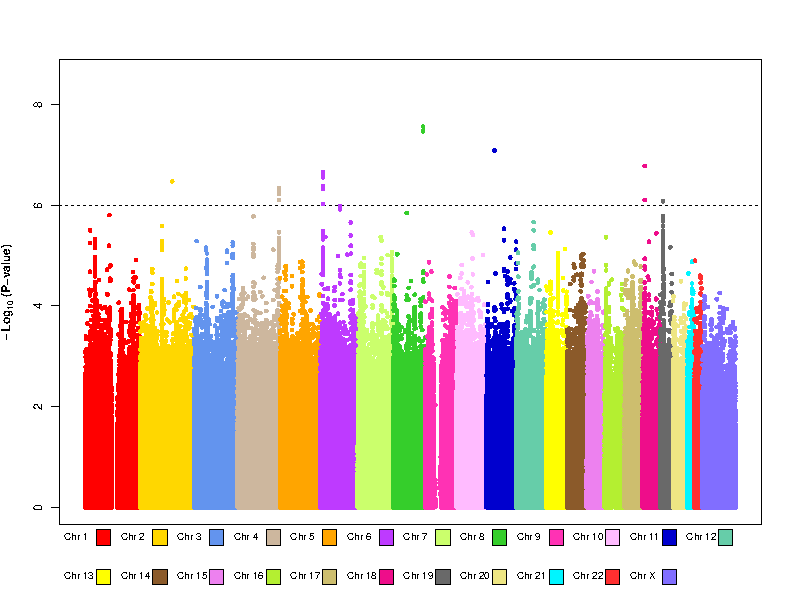 8
6
4
2
0
−Log10 (P−value)
Chr 1 Chr 2 Chr 3 Chr 4 Chr 5 Chr 6 Chr 7 Chr 8 Chr 9 Chr 10 Chr 11 Chr 12
Chr 13 Chr 14 Chr 15 Chr 16 Chr 17 Chr 18 Chr 19 Chr 20 Chr 21 Chr 22 Chr X